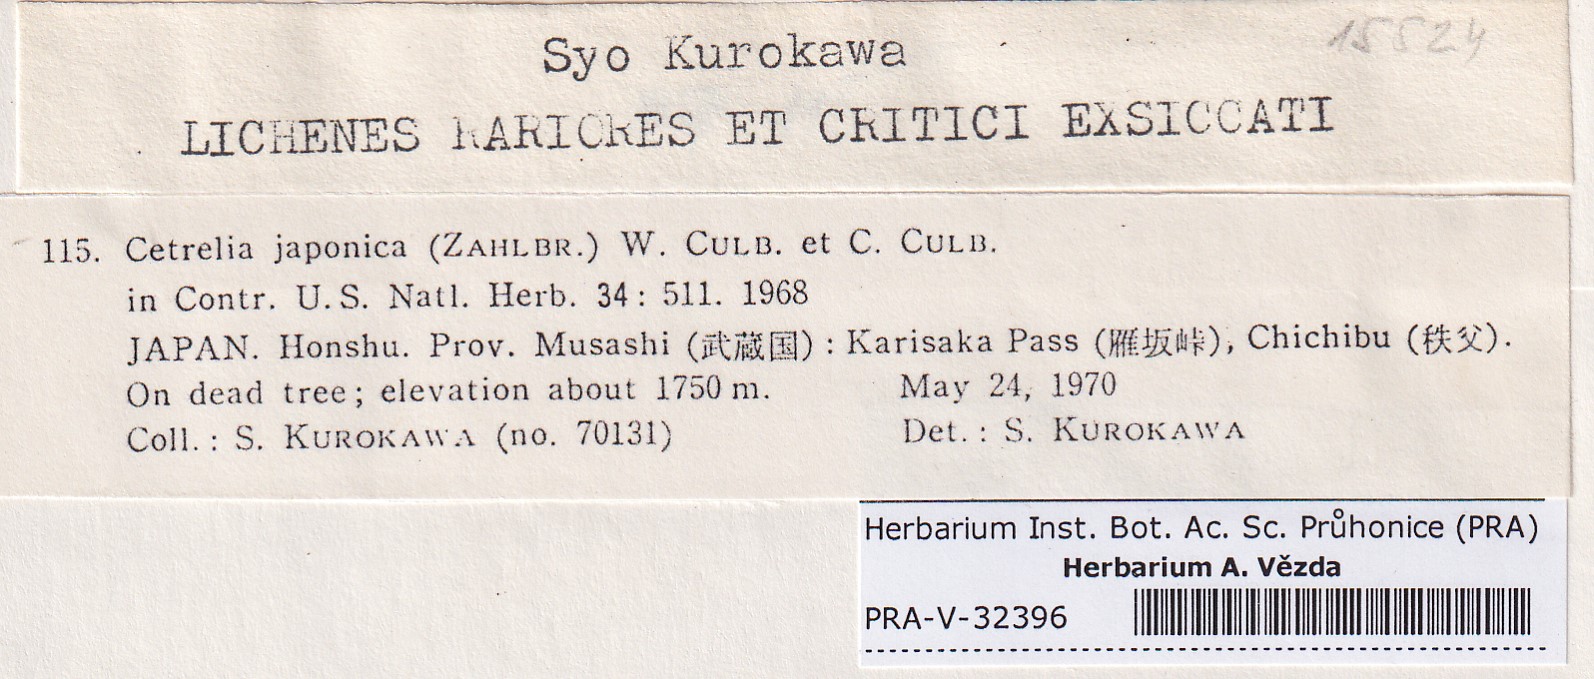 15524
Syo Kurokawa
LICHENES RARIORES ET CRITICI EXSICCATI
115. Cetrelia japonica (ZAHLBR.) W. CULB. et C. CULB.
in Contr. U.S. Natl. Herb. 34: 511. 1968
JAPAN. Honshu. Prov. Musashi (武蔵国): Karisaka Pass (雁坂峠), Chichibu (秩父).
On dead tree; elevation about 1750 m. May 24, 1970
Coll.: S. KUROKAWA (no. 70131) Det.: S. KUROKAWA
Herbarium Inst. Bot. Ac. Sc. Průhonice (PRA)
Herbarium A. Vězda
PRA-V-32396